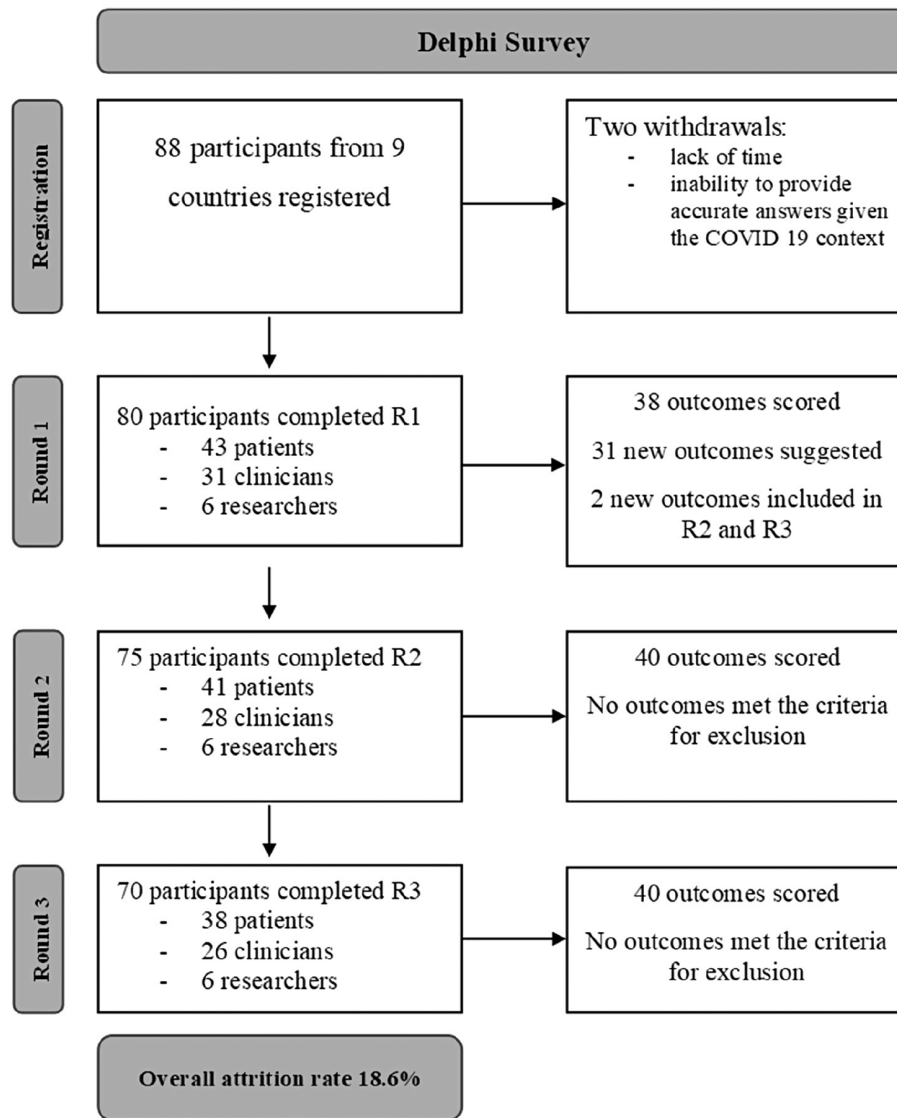 Delphi Survey
Registration
88 participants from 9
countries registered
Two withdrawals:
- lack of time
- inability to provide
accurate answers given
the COVID 19 context
Round 1
80 participants completed R1
- 43 patients
- 31 clinicians
- 6 researchers
38 outcomes scored
31 new outcomes suggested
2 new outcomes included in
R2 and R3
Round 2
75 participants completed R2
- 41 patients
- 28 clinicians
- 6 researchers
40 outcomes scored
No outcomes met the criteria
for exclusion
Round 3
70 participants completed R3
- 38 patients
- 26 clinicians
- 6 researchers
40 outcomes scored
No outcomes met the criteria
for exclusion
Overall attrition rate 18.6%